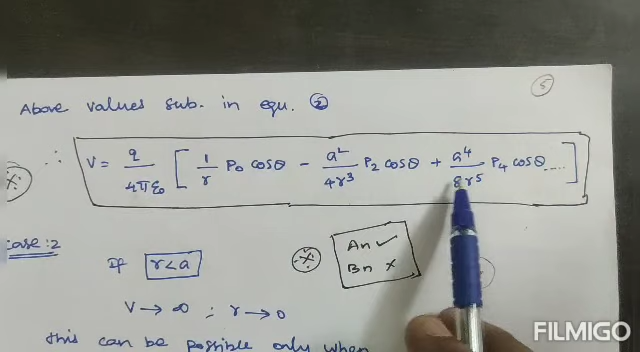 5
Above values sub. in equ. 2
∴ V = q/4πε₀ [ 1/r P₀ cosθ − a²/4r³ P₂ cosθ + a⁴/8r⁵ P₄ cosθ .... ]
case:2
If r<a
An ✓
Bn ×
V → ∞ ; r → 0
this can be possible only when
FILMIGO